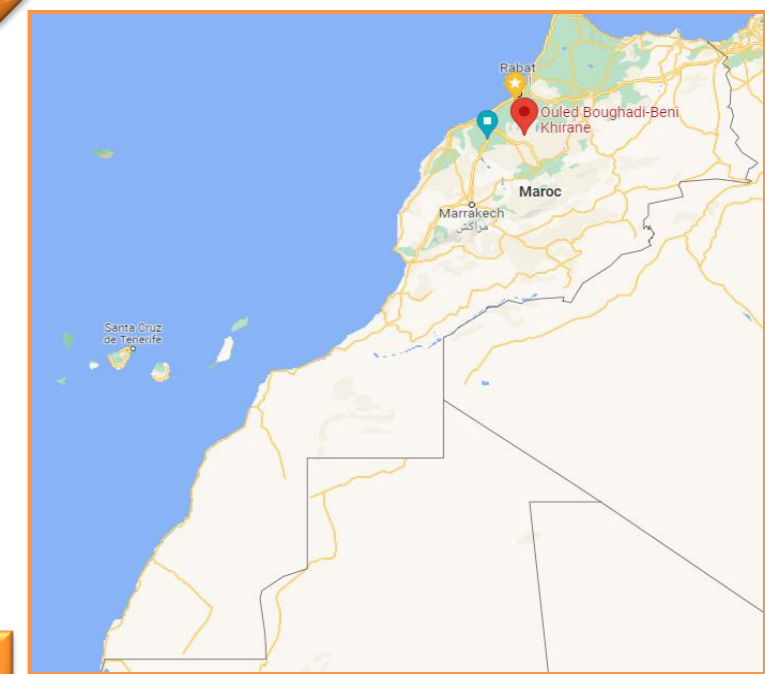 Rabat
Ouled Boughadi-Beni
Khirane
Maroc
Marrakech
مراكش
Santa Cruz
de Tenerife